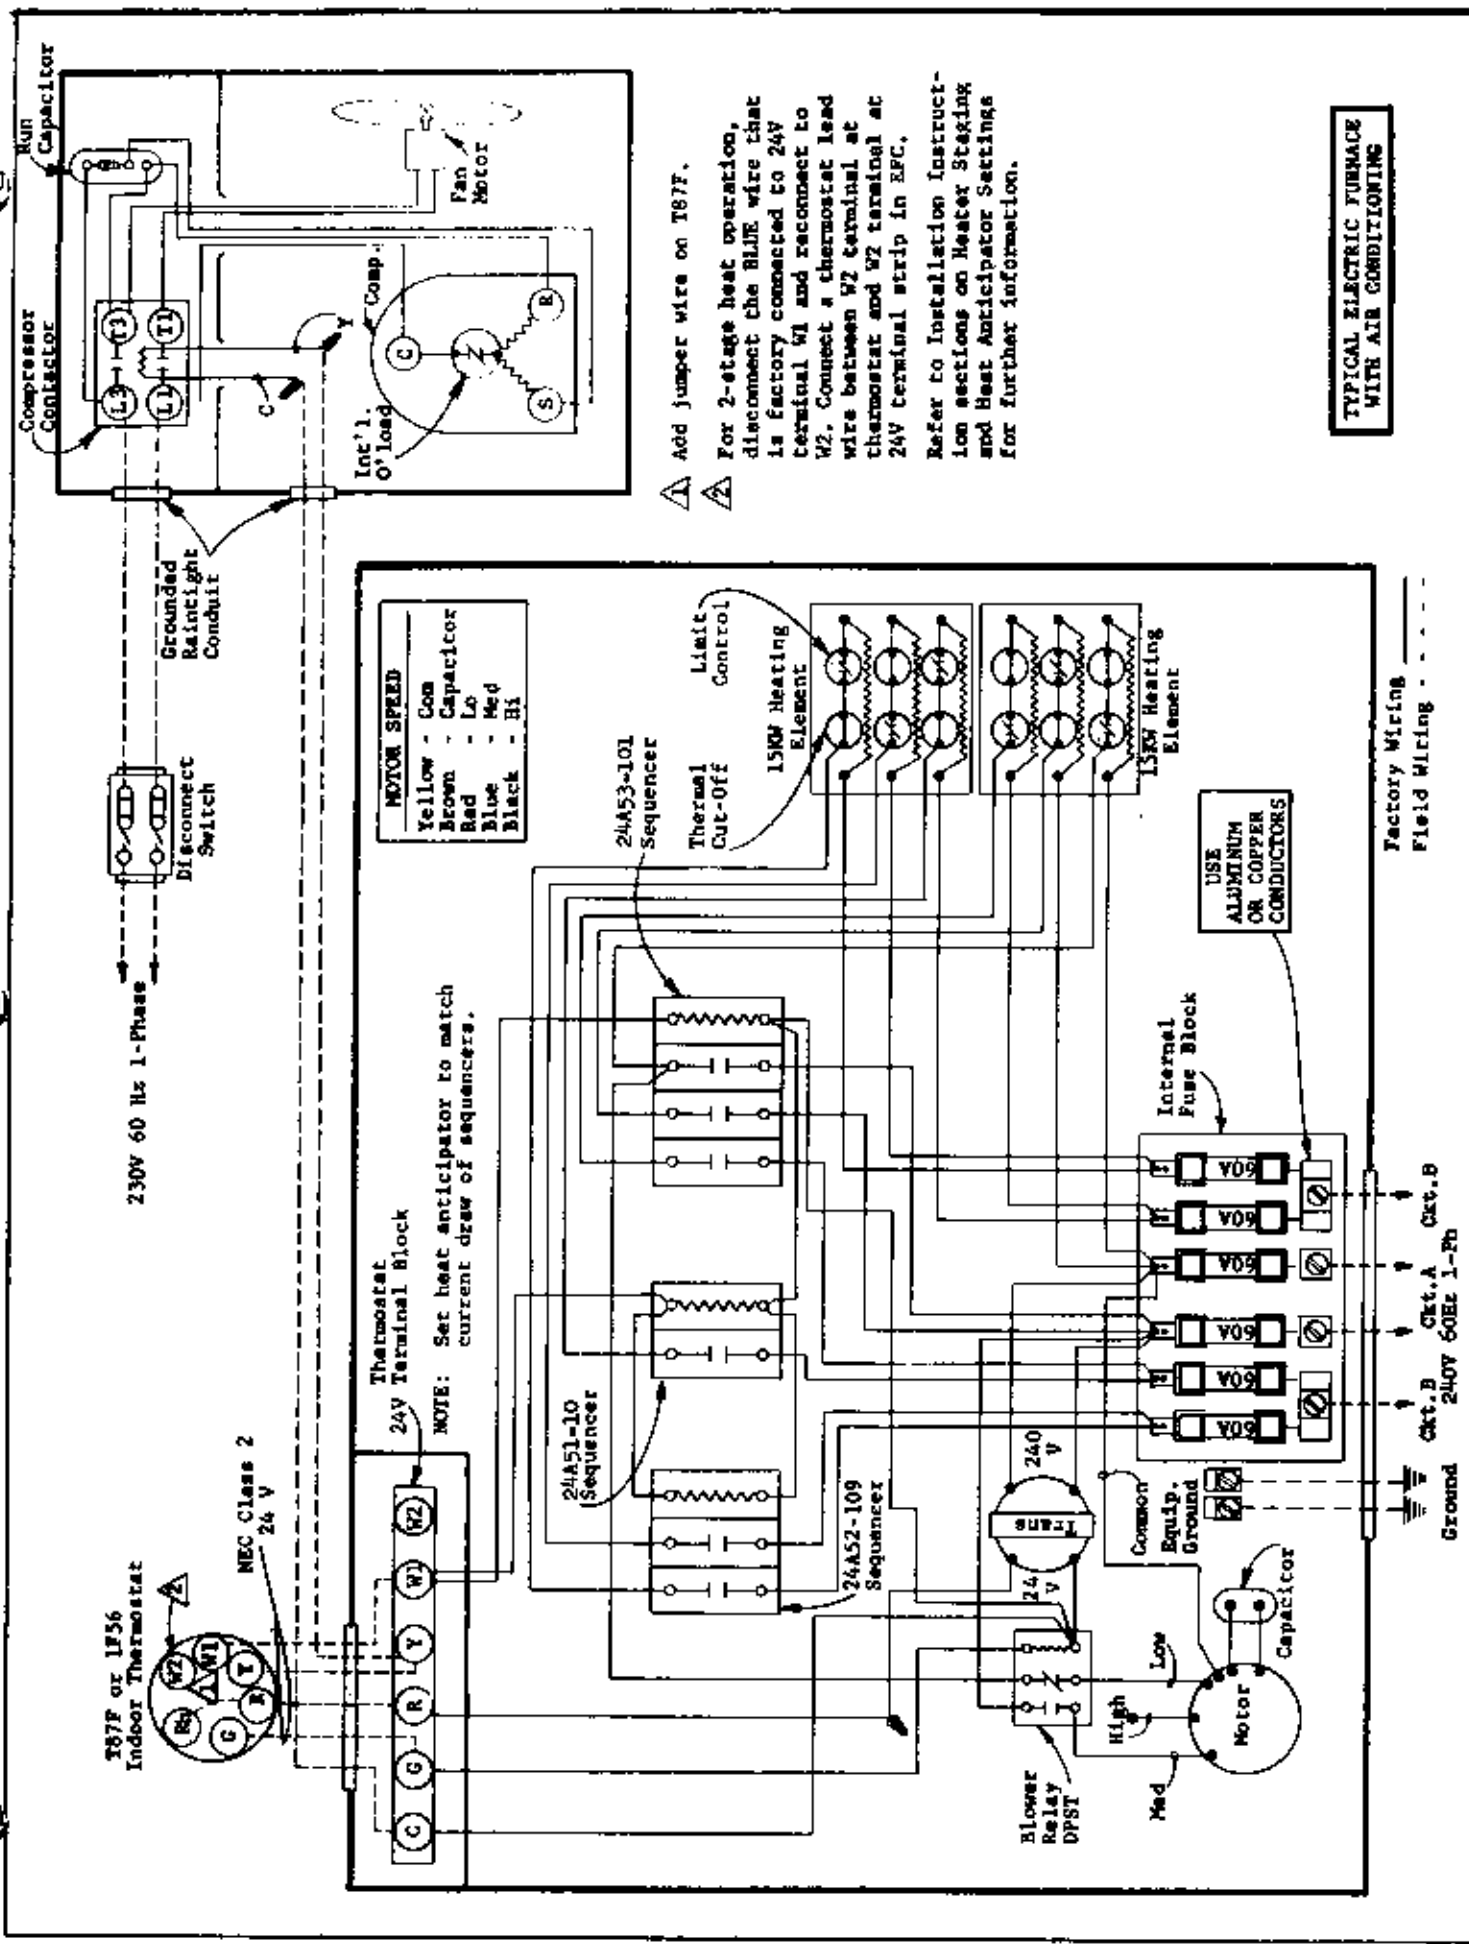 T87F or 1F56
Indoor Thermostat
2
Rh
W2
W1
Y
R
G
NEC Class 2
24 V
230V 60 Hz 1-Phase
Disconnect
Switch
Grounded
Raintight
Conduit
Compressor
Contactor
Run
Capacitor
L3
T3
L1
T1
C
Y
Comp.
C
S
R
Int'l.
O'load
Fan
Motor
C
G
R
Y
W1
W2
Thermostat
24V Terminal Block
NOTE: Set heat anticipator to match
current draw of sequencers.
MOTOR SPEED
Yellow - Com
Brown - Capacitor
Red - Lo
Blue - Med
Black - Hi
1 Add jumper wire on T87F.
2 For 2-stage heat operation,
disconnect the BLUE wire that
is factory connected to 24V
terminal W1 and reconnect to
W2. Connect a thermostat lead
wire between W2 terminal at
thermostat and W2 terminal at
24V terminal strip in EFC.
Refer to Installation Instruct-
ion sections on Heater Staging
and Heat Anticipator Settings
for further information.
24A51-10
Sequencer
24A53-101
Sequencer
24A52-109
Sequencer
Thermal
Cut-Off
Limit
Control
15KW Heating
Element
15KW Heating
Element
Blower
Relay
DPST
24
V
Trans
240
V
Common
Med
High
Low
Motor
Capacitor
Equip.
Ground
Internal
Fuse Block
60A
60A
60A
60A
60A
60A
USE
ALUMINUM
OR COPPER
CONDUCTORS
Ground
Ckt.B
Ckt.A
Ckt.B
240V 60Hz 1-Ph
Factory Wiring
Field Wiring
TYPICAL ELECTRIC FURNACE
WITH AIR CONDITIONING